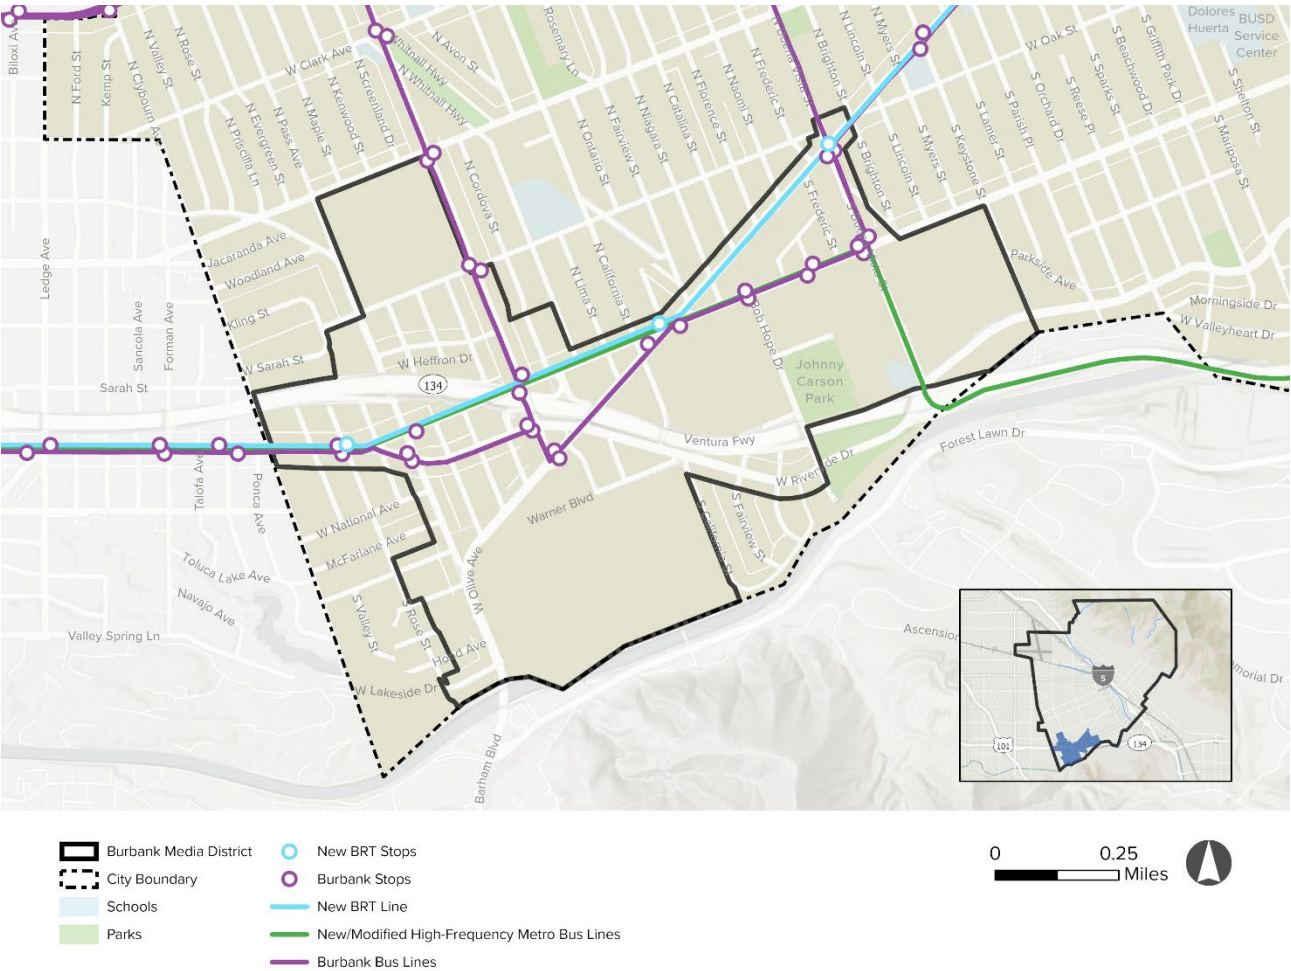 Biloxi Ave
N Ford St
Kemp St
N Valley St
N Rose St
N Clybourn Ave
W Clark Ave
N Screenland Dr
Whitnall Hwy
N Whitnall Hwy
N Avon St
Rosemary Ln
N Priscilla Ln
N Evergreen St
N Pass Ave
N Maple St
N Kenwood St
N Cordova St
N Ontario St
N Fairview St
N Niagara St
N Catalina St
N Florence St
N Naomi St
N Frederic St
N Buena Vista St
N Brighton St
N Lincoln St
N Myers St
W Oak St
Dolores
Huerta
BUSD
Service
Center
S Griffith Park Dr
S Beachwood Dr
S Sparks St
S Reese Pl
S Orchard Dr
S Parish Pl
S Lamer St
S Keystone St
S Myers St
S Lincoln St
S Brighton St
S Frederic St
S Shelton St
S Mariposa St
Ledge Ave
Jacaranda Ave
Woodland Ave
Kling St
W Sarah St
Sancola Ave
Forman Ave
Sarah St
N Lima St
N California St
W Heffron Dr
134
Bob Hope Dr
Johnny
Carson
Park
Parkside Ave
Morningside Dr
W Valleyheart Dr
Ventura Fwy
Forest Lawn Dr
W Riverside Dr
Talofa Ave
Ponca Ave
Warner Blvd
W National Ave
McFarlane Ave
S California St
S Fairview St
W Olive Ave
Toluca Lake Ave
Navajo Ave
S Valley St
S Rose St
Valley Spring Ln
Hood Ave
W Lakeside Dr
Barham Blvd
Ascension
morial Dr
5
101
134
Burbank Media District
City Boundary
Schools
Parks
New BRT Stops
Burbank Stops
New BRT Line
New/Modified High-Frequency Metro Bus Lines
Burbank Bus Lines
0 0.25
Miles